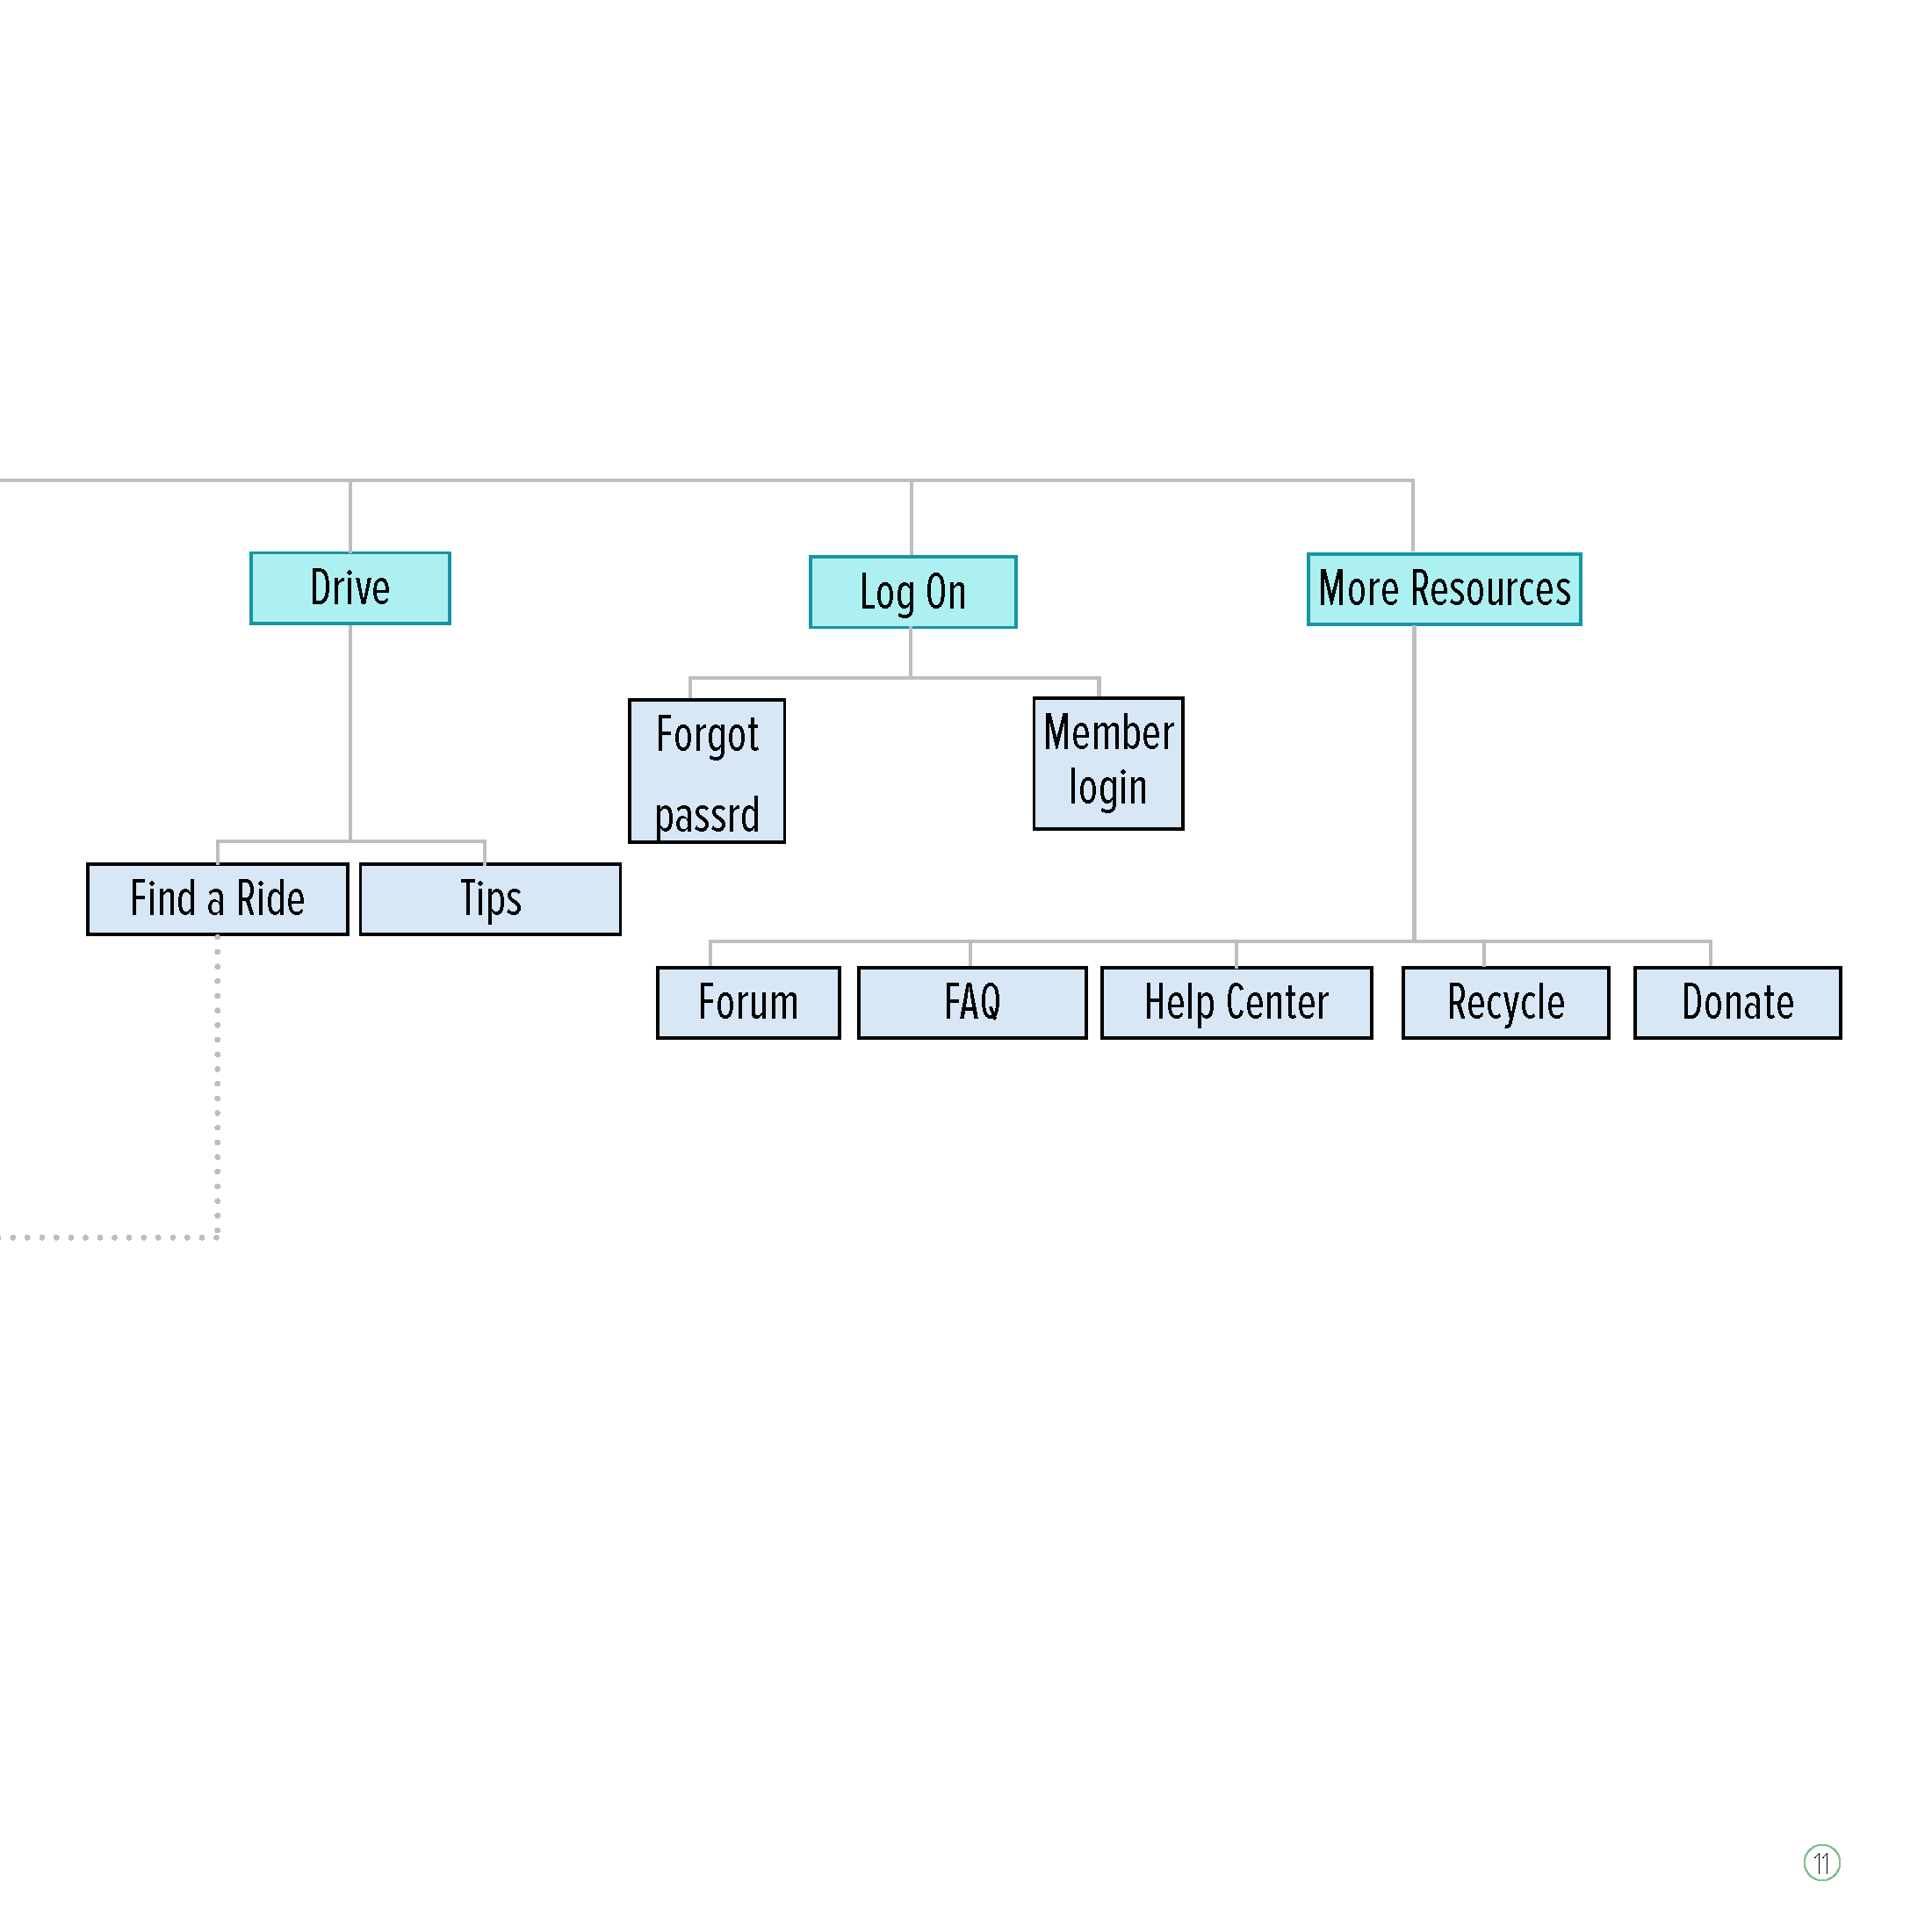 Drive
Log On
More Resources
Forgot
passrd
Member
login
Find a Ride
Tips
Forum
FAQ
Help Center
Recycle
Donate
11